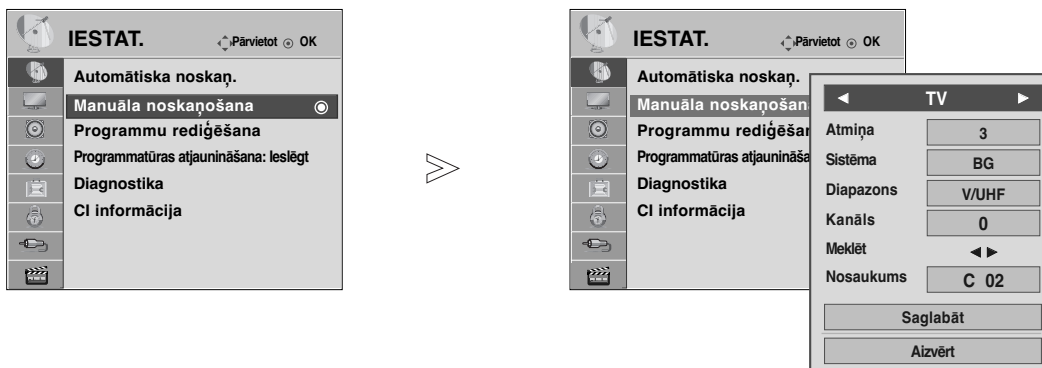 IESTAT.
Pārvietot OK
Automātiska noskaņ.
Manuāla noskaņošana
Programmu rediģēšana
Programmatūras atjaunināšana: Ieslēgt
Diagnostika
CI informācija
IESTAT.
Pārvietot OK
Automātiska noskaņ.
Manuāla noskaņošan
Programmu rediģēšan
Programmatūras atjaunināša
Diagnostika
CI informācija
◄ TV ►
Atmiņa 3
Sistēma BG
Diapazons V/UHF
Kanāls 0
Meklēt ◄ ►
Nosaukums C 02
Saglabāt
Aizvērt